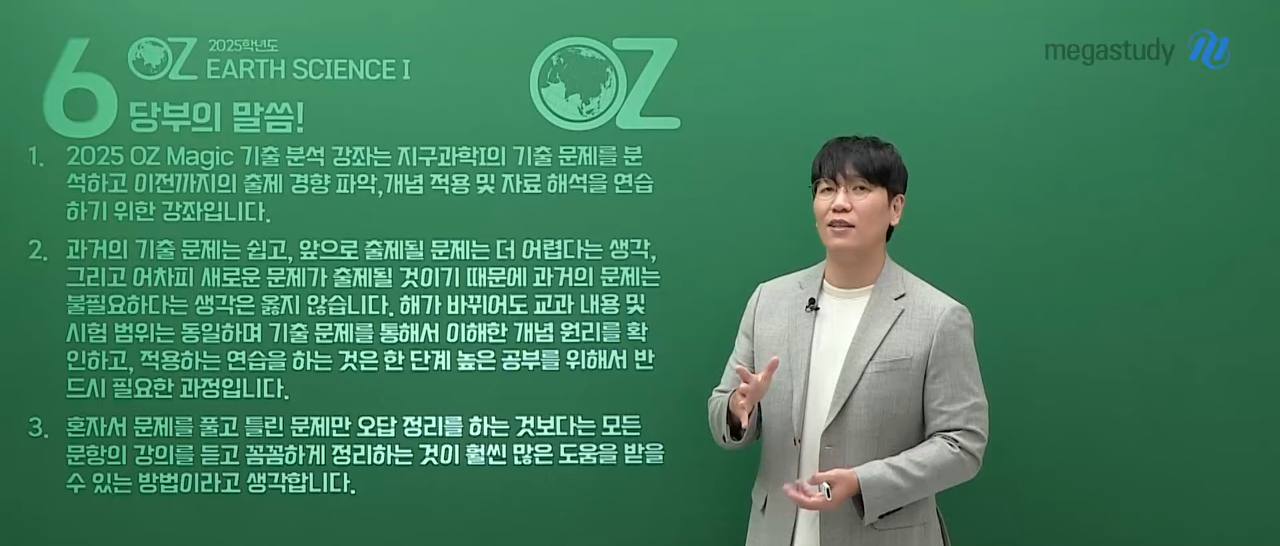 6
OZ
2025학년도
EARTH SCIENCE I
당부의 말씀!
OZ
megastudy
1. 2025 OZ Magic 기출 분석 강좌는 지구과학I의 기출 문제를 분
석하고 이전까지의 출제 경향 파악,개념 적용 및 자료 해석을 연습
하기 위한 강좌입니다.
2. 과거의 기출 문제는 쉽고, 앞으로 출제될 문제는 더 어렵다는 생각,
그리고 어차피 새로운 문제가 출제될 것이기 때문에 과거의 문제는
불필요하다는 생각은 옳지 않습니다. 해가 바뀌어도 교과 내용 및
시험 범위는 동일하며 기출 문제를 통해서 이해한 개념 원리를 확
인하고, 적용하는 연습을 하는 것은 한 단계 높은 공부를 위해서 반
드시 필요한 과정입니다.
3. 혼자서 문제를 풀고 틀린 문제만 오답 정리를 하는 것보다는 모든
문항의 강의를 듣고 꼼꼼하게 정리하는 것이 훨씬 많은 도움을 받을
수 있는 방법이라고 생각합니다.